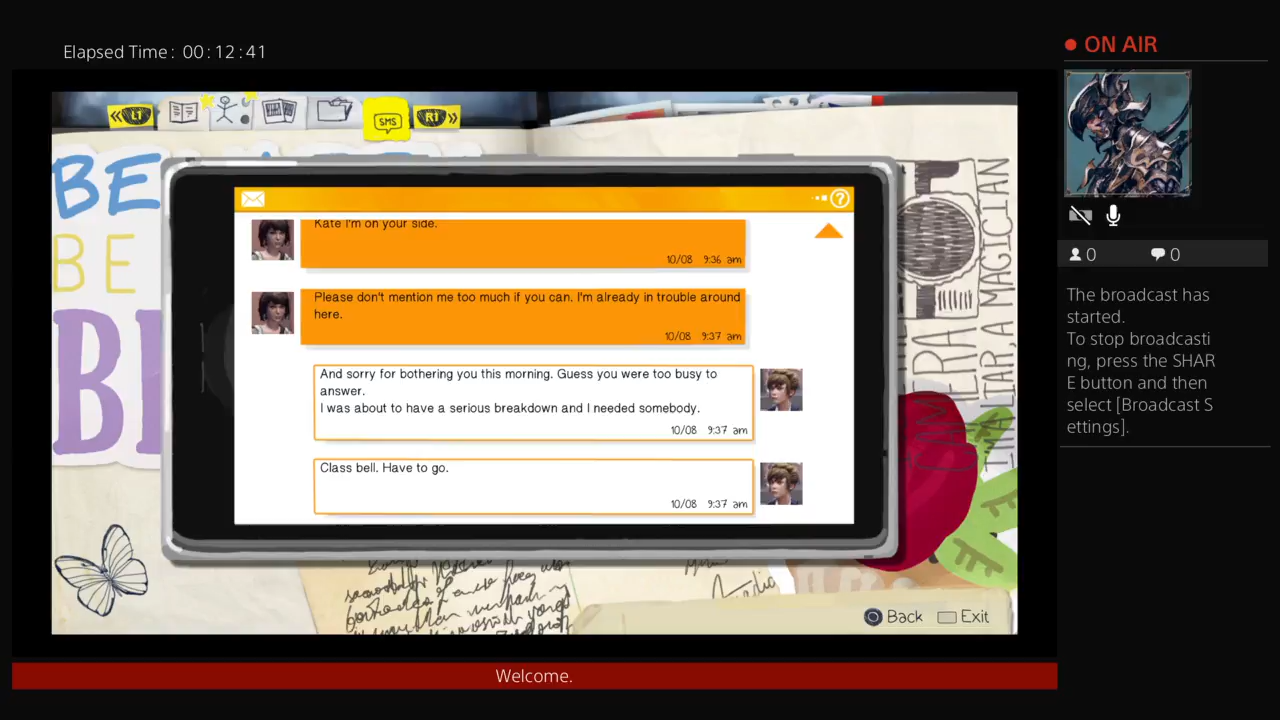 Elapsed Time: 00:12:41
ON AIR
LT
SMS
R1
BE
BE
Kate I'm on your side.
10/08 9:36 am
Please don't mention me too much if you can. I'm already in trouble around
here.
10/08 9:37 am
And sorry for bothering you this morning. Guess you were too busy to
answer.
I was about to have a serious breakdown and I needed somebody.
10/08 9:37 am
Class bell. Have to go.
10/08 9:37 am
A MAGICIAN
Back
Exit
0
0
The broadcast has
started.
To stop broadcasti
ng, press the SHAR
E button and then
select [Broadcast S
ettings].
Welcome.